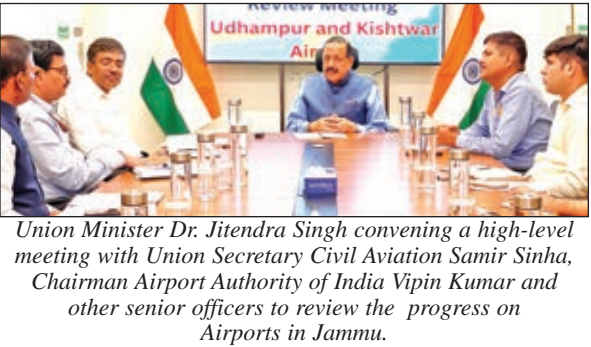 Review Meeting
Udhampur and Kishtwar
Air
Union Minister Dr. Jitendra Singh convening a high-level
meeting with Union Secretary Civil Aviation Samir Sinha,
Chairman Airport Authority of India Vipin Kumar and
other senior officers to review the progress on
Airports in Jammu.